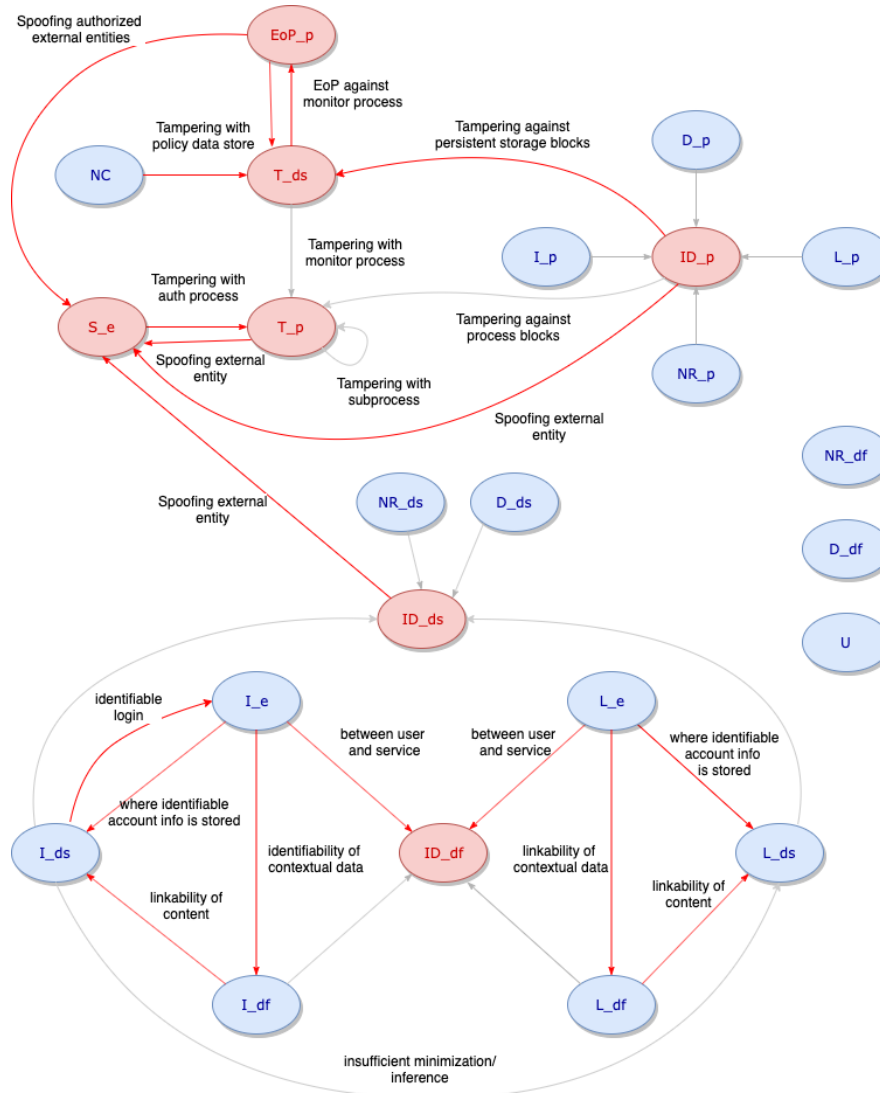 Spoofing authorized
external entities
EoP_p
EoP against
monitor process
Tampering with
policy data store
Tampering against
persistent storage blocks
D_p
NC
T_ds
I_p
ID_p
L_p
Tampering with
monitor process
Tampering with
auth process
S_e
T_p
Tampering against
process blocks
Spoofing external
entity
Tampering with
subprocess
NR_p
Spoofing external
entity
NR_df
Spoofing external
entity
NR_ds
D_ds
D_df
ID_ds
U
identifiable
login
I_e
L_e
between user
and service
between user
and service
where identifiable
account info
is stored
where identifiable
account info is stored
I_ds
ID_df
L_ds
identifiability of
contextual data
linkability of
contextual data
linkability of
content
linkability of
content
I_df
L_df
insufficient minimization/
inference